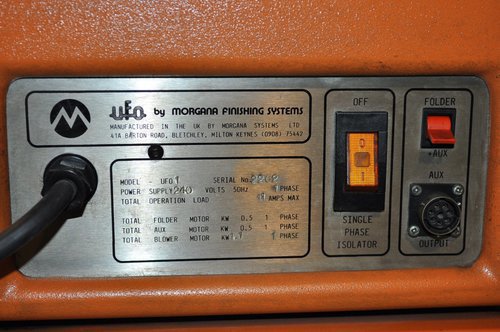 UFO by MORGANA FINISHING SYSTEMS
MANUFACTURED IN THE UK BY MORGANA SYSTEMS LTD
41A BARTON ROAD, BLETCHLEY, MILTON KEYNES (0908) 75442
MODEL - UFO1 SERIAL No.
POWER SUPPLY 240 VOLTS 50HZ 1 PHASE
TOTAL OPERATION LOAD AMPS MAX
TOTAL FOLDER MOTOR KW 0.5 1 PHASE
TOTAL AUX MOTOR KW 0.5 1 PHASE
TOTAL BLOWER MOTOR KW 1.1 1 PHASE
OFF
SINGLE
PHASE
ISOLATOR
FOLDER
+AUX
AUX
OUTPUT